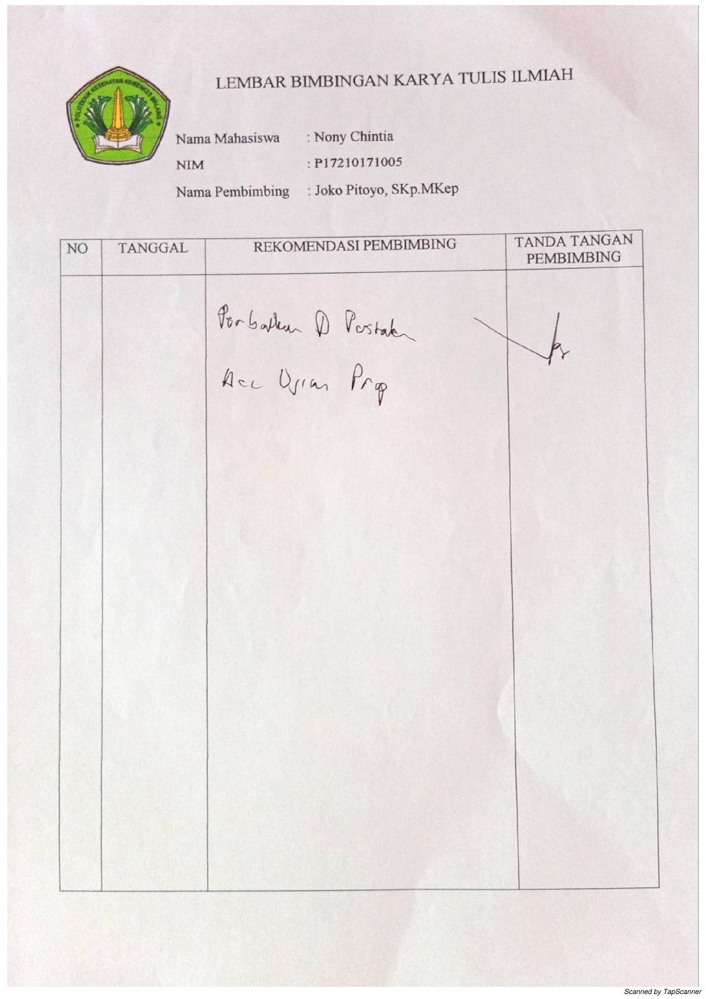 LEMBAR BIMBINGAN KARYA TULIS ILMIAH
POLITEKNIK KESEHATAN KEMENKES MALANG
Nama Mahasiswa : Nony Chintia
NIM : P17210171005
Nama Pembimbing : Joko Pitoyo, SKp.MKep
NO TANGGAL REKOMENDASI PEMBIMBING TANDA TANGAN PEMBIMBING
Perbaikan D Pustaka
Acc Ujian Prop
Scanned by TapScanner